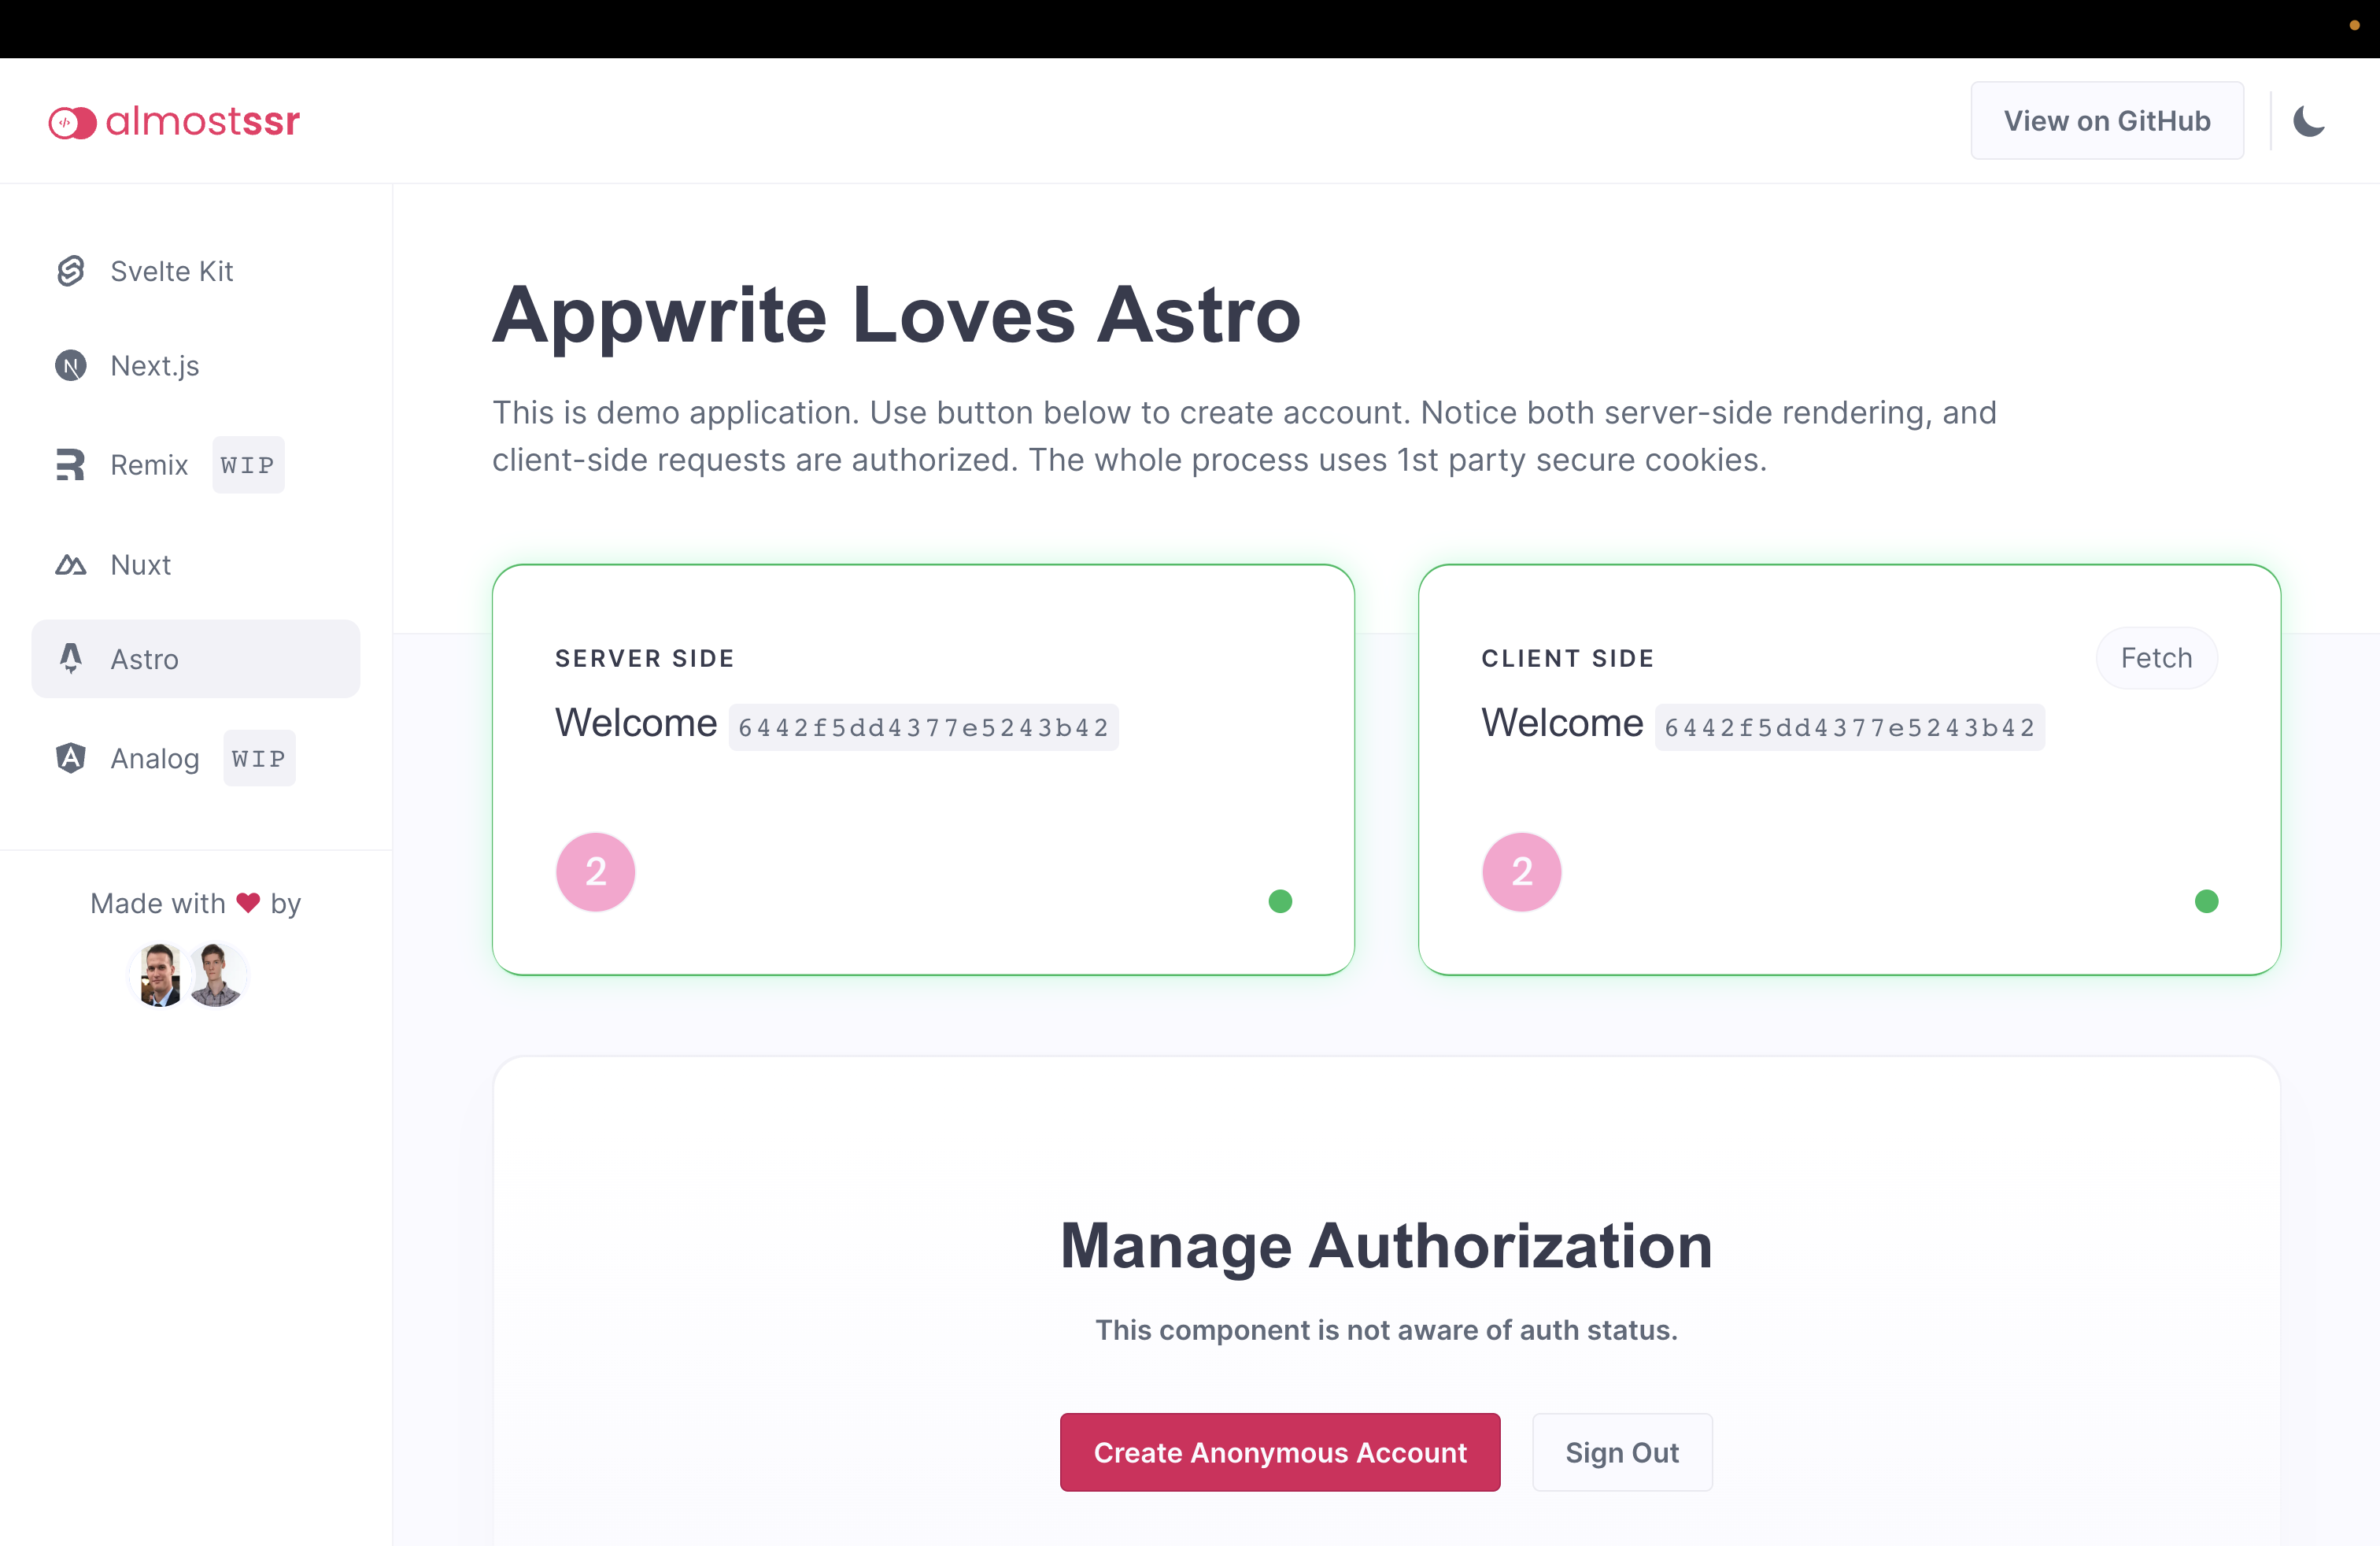 almostssr
View on GitHub
Svelte Kit
Next.js
Remix WIP
Nuxt
Astro
Analog WIP
Made with ❤ by
Appwrite Loves Astro
This is demo application. Use button below to create account. Notice both server-side rendering, and
client-side requests are authorized. The whole process uses 1st party secure cookies.
SERVER SIDE
Welcome 6442f5dd4377e5243b42
2
CLIENT SIDE
Fetch
Welcome 6442f5dd4377e5243b42
2
Manage Authorization
This component is not aware of auth status.
Create Anonymous Account
Sign Out